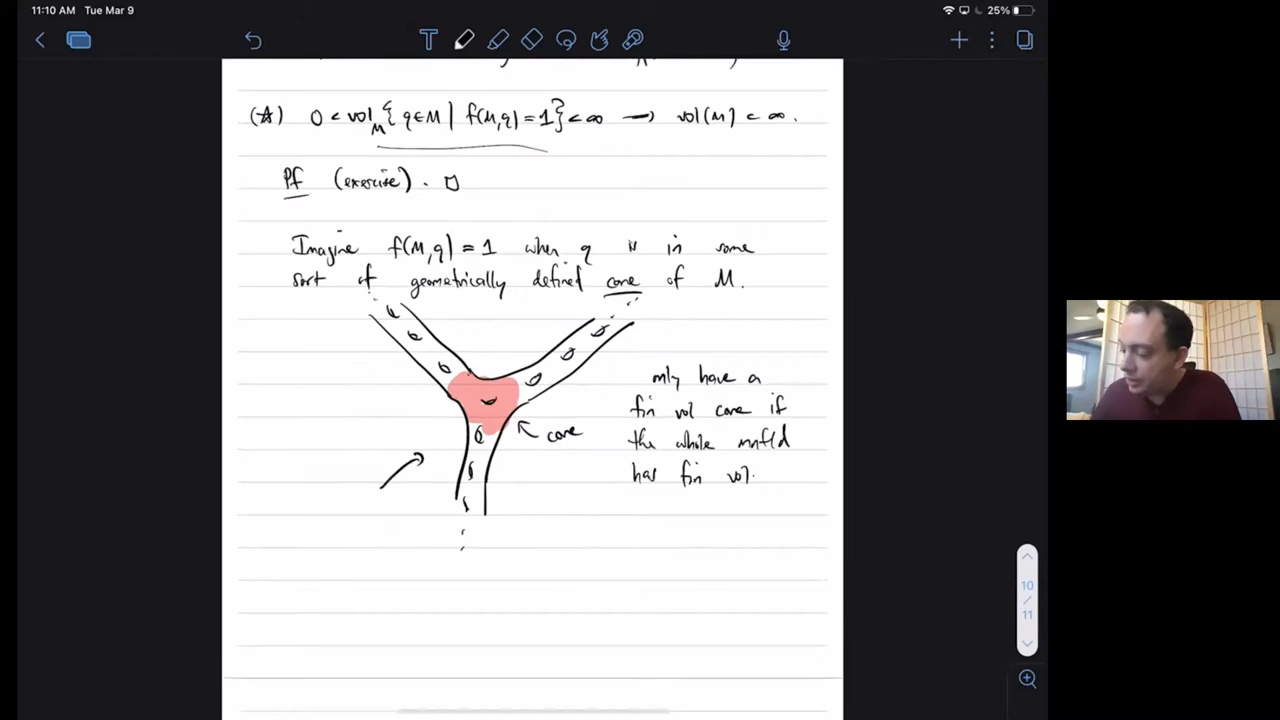 11:10 AM Tue Mar 9
25%
(A) 0 < vol_M { q ∈ M | f(M,q) = 1 } < ∞ → vol(M) < ∞.
Pf (exercise). □
Imagine f(M,q) = 1 when q is in some
sort of geometrically defined core of M.
only have a
fin vol core if
the whole mnfld
has fin vol.
core
10
/
11